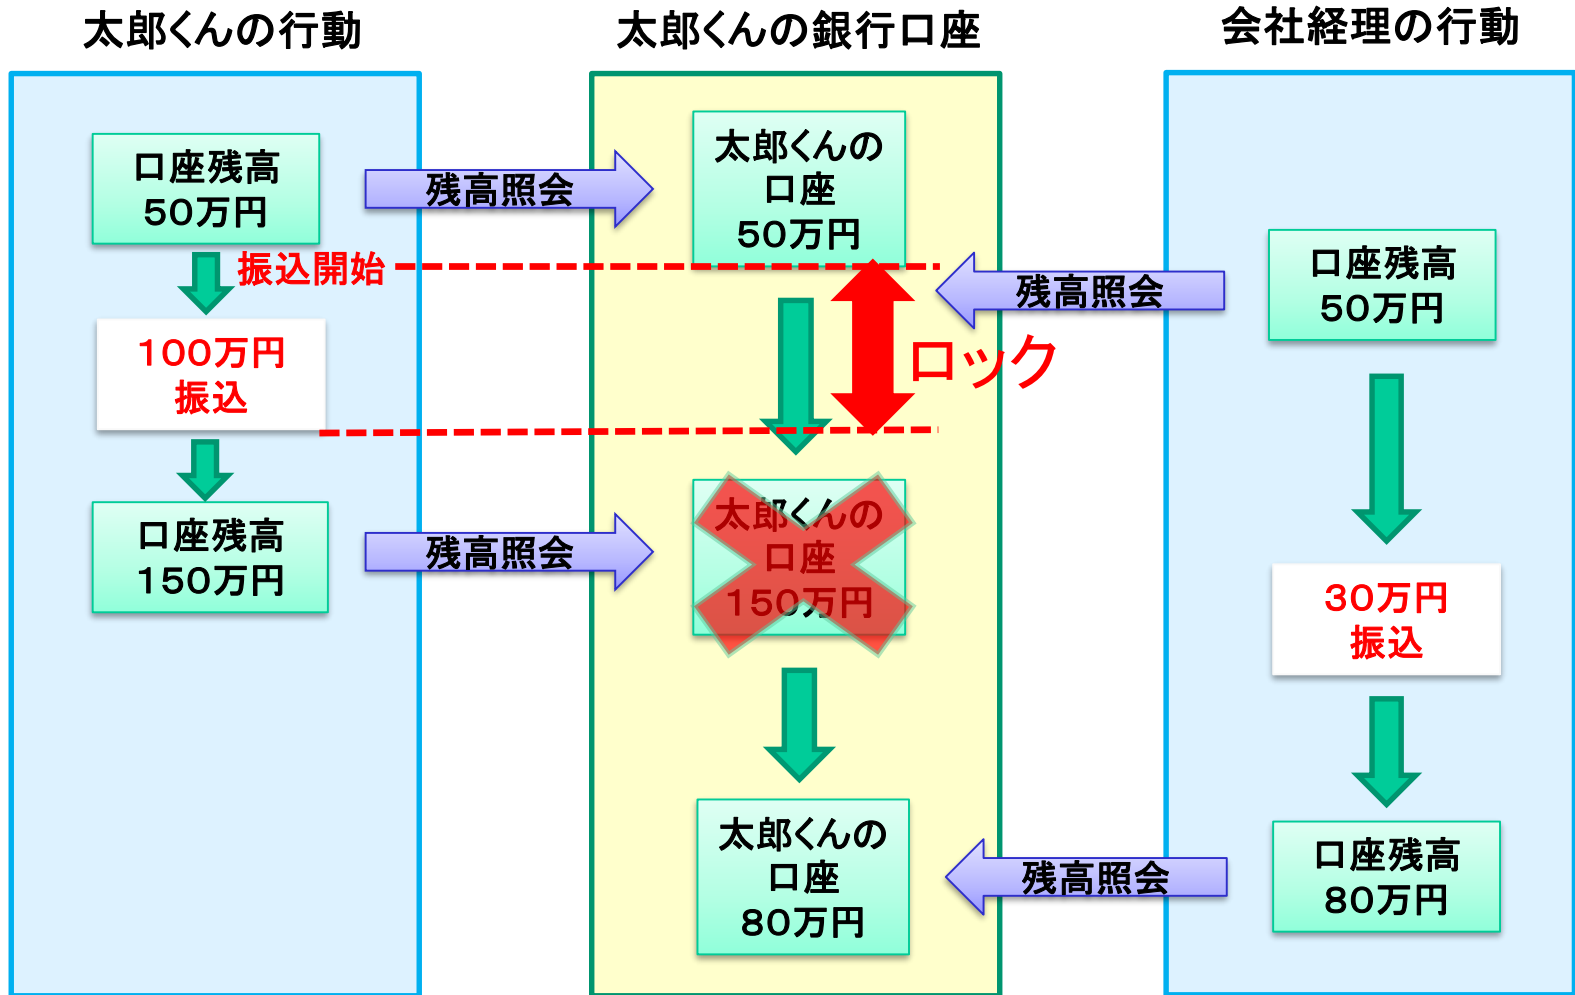 太郎くんの行動
口座残高
50万円
振込開始
100万円
振込
口座残高
150万円
残高照会
残高照会
太郎くんの銀行口座
太郎くんの
口座
50万円
ロック
太郎くんの
口座
150万円
太郎くんの
口座
80万円
会社経理の行動
残高照会
口座残高
50万円
30万円
振込
残高照会
口座残高
80万円